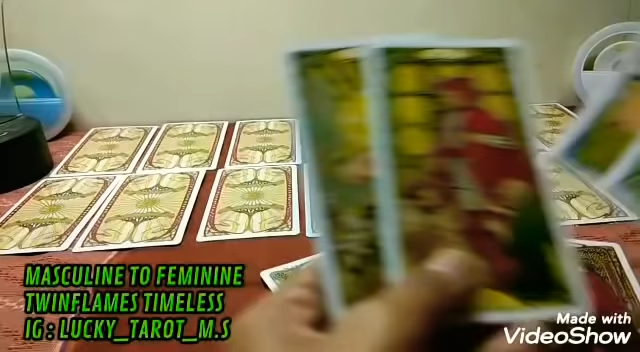 MASCULINE TO FEMININE
TWINFLAMES TIMELESS
IG : LUCKY_TAROT_M.S
Made with
VideoShow